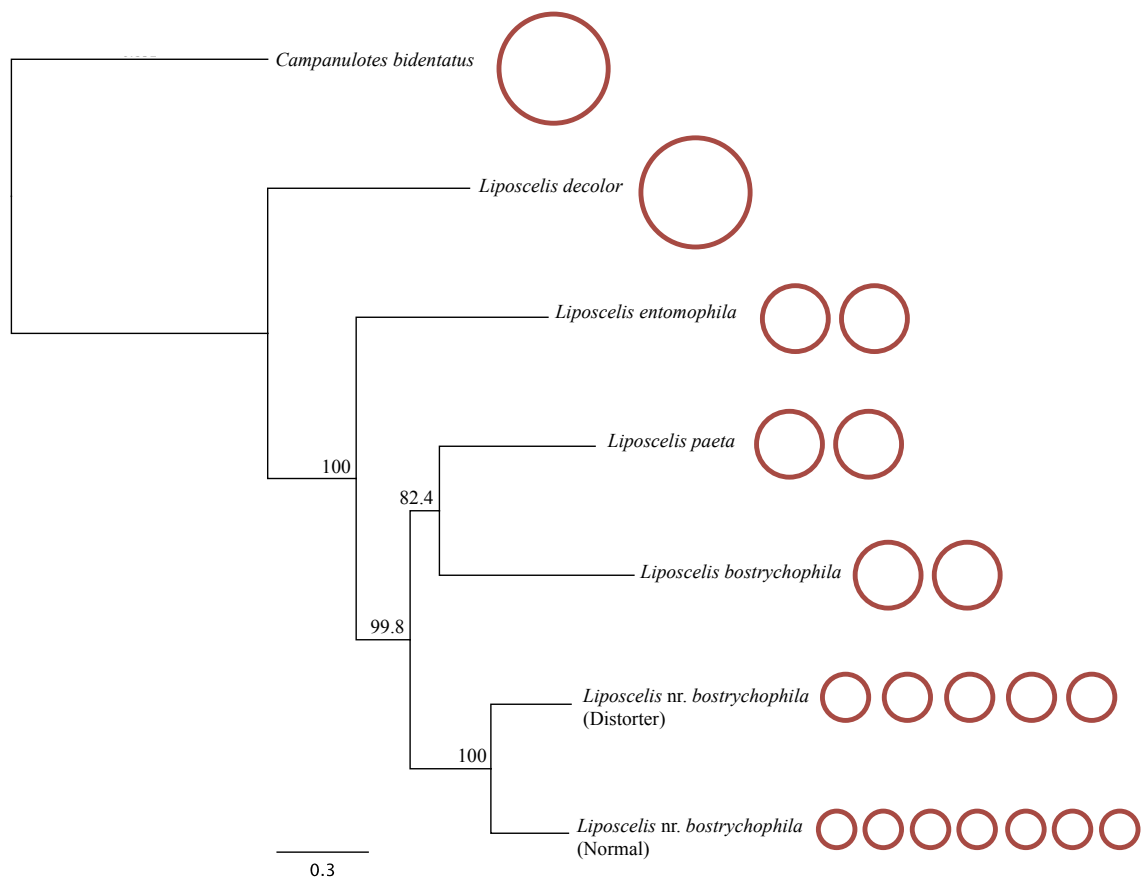 Campanulotes bidentatus
Liposcelis decolor
Liposcelis entomophila
Liposcelis paeta
100
82.4
Liposcelis bostrychophila
99.8
Liposcelis nr. bostrychophila
(Distorter)
100
Liposcelis nr. bostrychophila
(Normal)
0.3